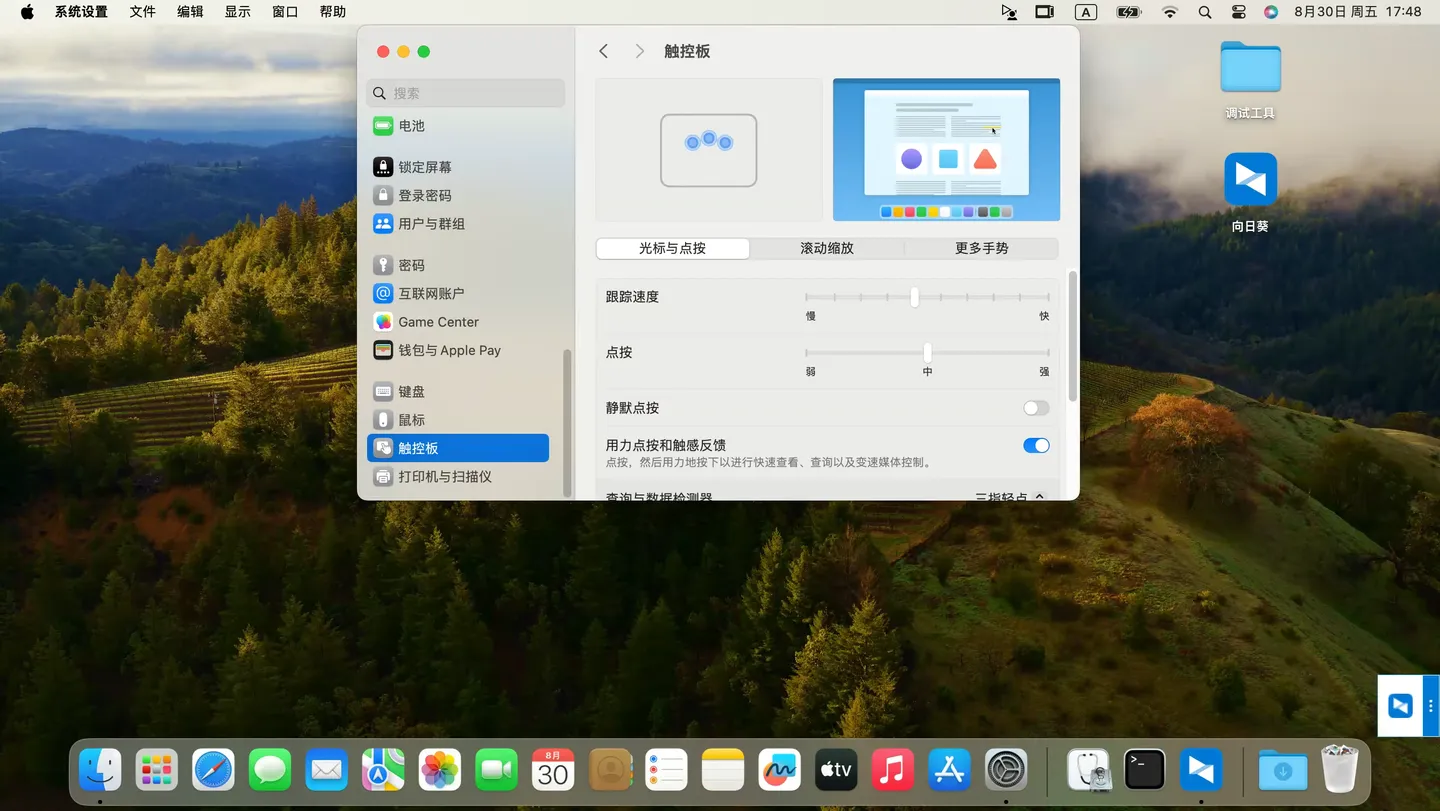 系统设置 文件 编辑 显示 窗口 帮助
A
8月30日 周五 17:48
触控板
搜索
电池
锁定屏幕
登录密码
用户与群组
密码
互联网账户
Game Center
钱包与 Apple Pay
键盘
鼠标
触控板
打印机与扫描仪
光标与点按 滚动缩放 更多手势
跟踪速度
慢 快
点按
弱 中 强
静默点按
用力点按和触感反馈
点按，然后用力地按下以进行快速查看、查询以及变速媒体控制。
查询与数据检测器 三指轻点
调试工具
向日葵
8月
30
tv